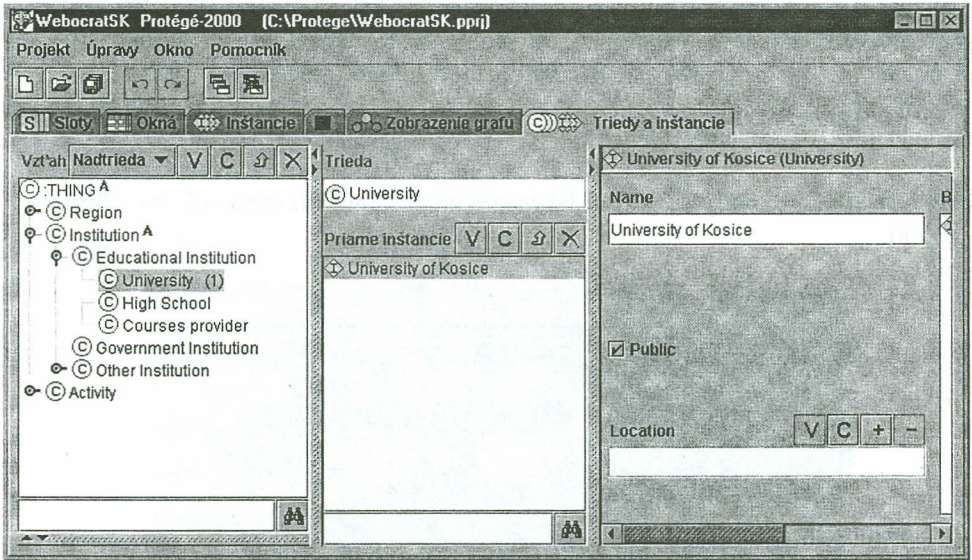 WebocratSK Protégé-2000 (C:\Protege\WebocratSK.pprj)
Projekt Úpravy Okno Pomocník
S Sloty Okná Inštancie Zobrazenie grafu C Triedy a inštancie
Vzťah Nadtrieda V C
C :THING A
C Region
C Institution A
C Educational Institution
C University (1)
C High School
C Courses provider
C Government Institution
C Other Institution
C Activity
Trieda
C University
Priame inštancie V C
I University of Kosice
I University of Kosice (University)
Name
B
University of Kosice
Public
Location V C + -